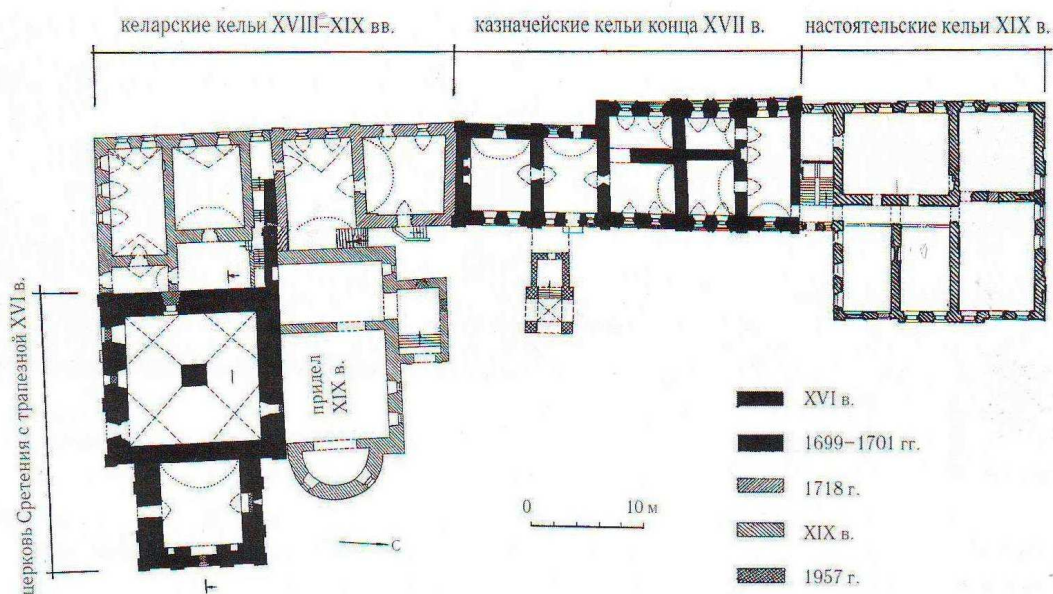 келарские кельи XVIII–XIX вв.
казначейские кельи конца XVII в.
настоятельские кельи XIX в.
церковь Сретения с трапезной XVI в.
придел
XIX в.
XVI в.
1699–1701 гг.
1718 г.
XIX в.
1957 г.
0 10 м
С